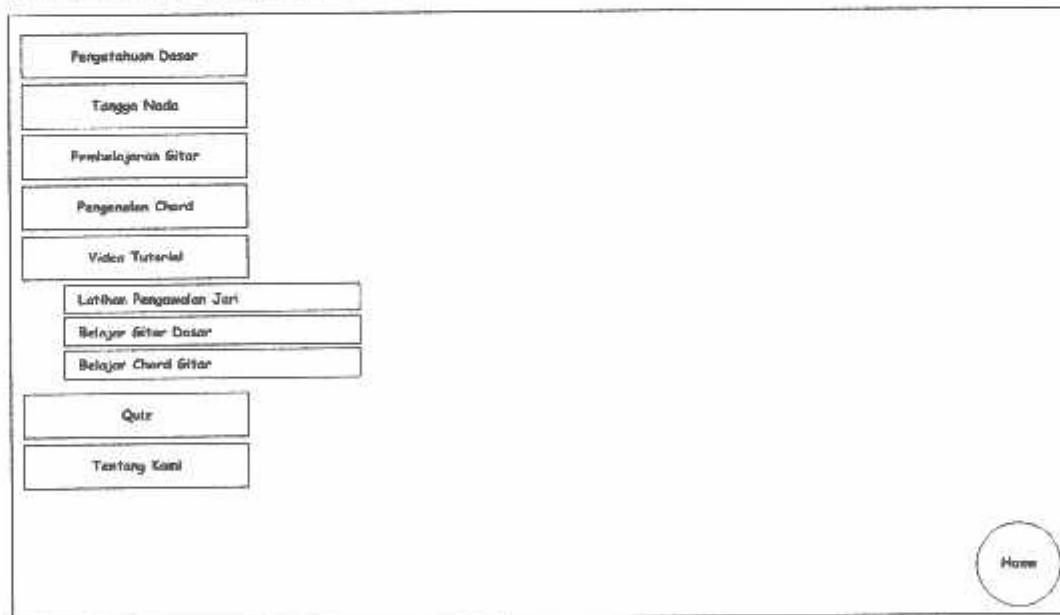 Pengetahuan Dasar
Tangga Nada
Pembelajaran Gitar
Pengenalan Chord
Video Tutorial
Latihan Pengawalan Jari
Belajar Gitar Dasar
Belajar Chord Gitar
Quiz
Tentang Kami
Home